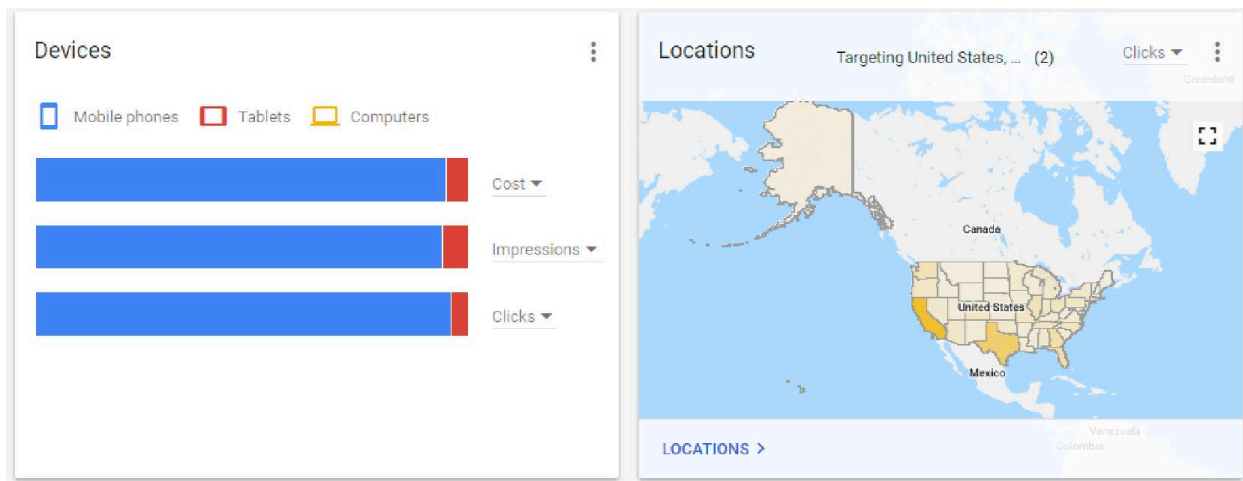 Devices
Mobile phones Tablets Computers
Cost
Impressions
Clicks
Locations Targeting United States, ... (2) Clicks
Greenland
Canada
United States
Mexico
Venezuela
Colombia
LOCATIONS >